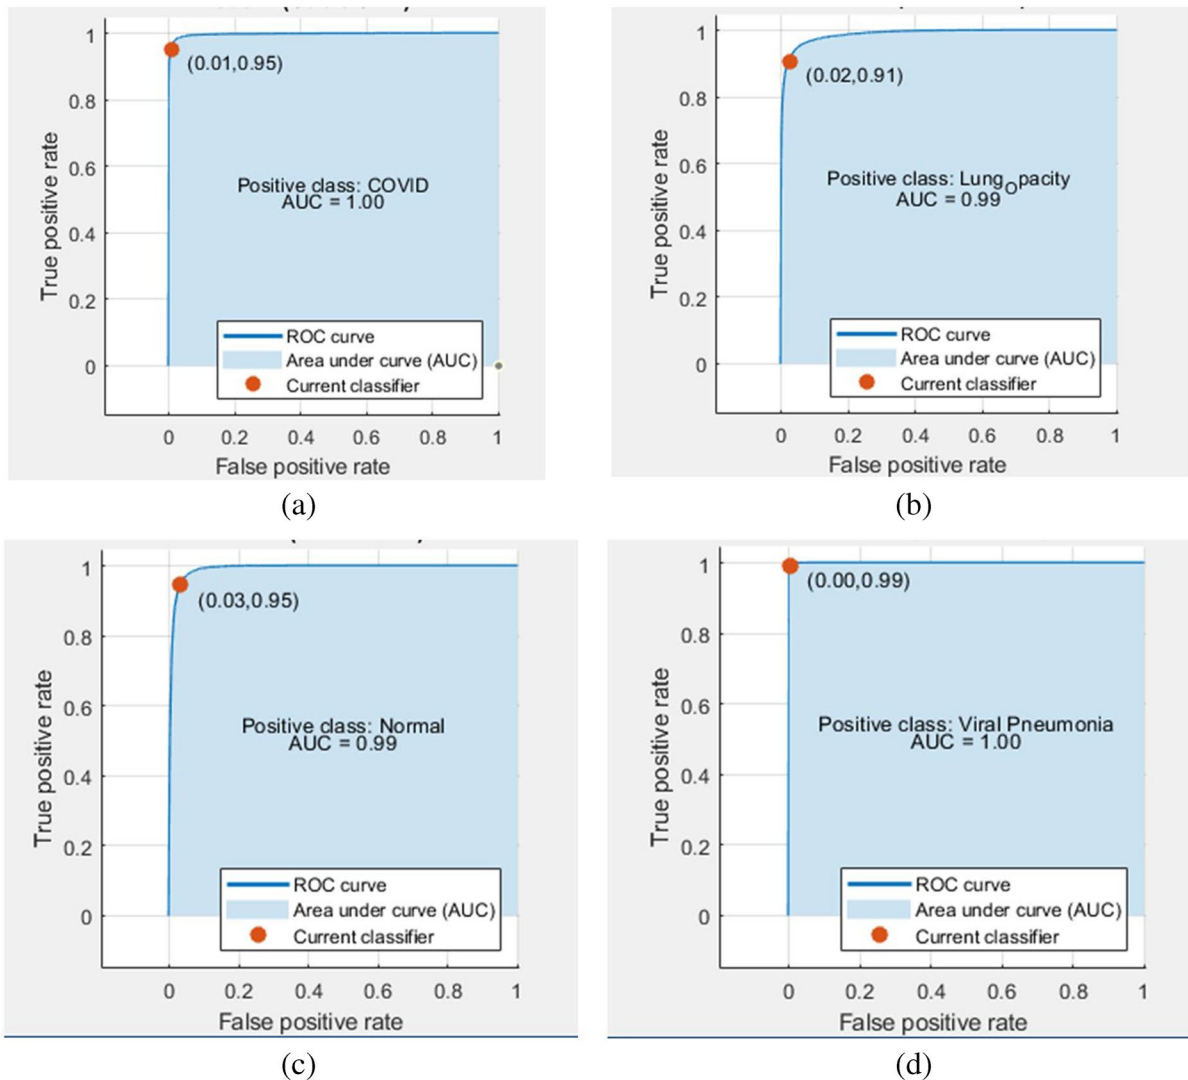 1
(0.01,0.95)
0.8
True positive rate
0.6
Positive class: COVID
AUC = 1.00
0.4
0.2
ROC curve
0
Area under curve (AUC)
Current classifier
0 0.2 0.4 0.6 0.8 1
False positive rate
(a)
1
(0.02,0.91)
0.8
True positive rate
0.6
Positive class: Lung_Opacity
AUC = 0.99
0.4
0.2
ROC curve
0
Area under curve (AUC)
Current classifier
0 0.2 0.4 0.6 0.8 1
False positive rate
(b)
1
(0.03,0.95)
0.8
True positive rate
0.6
Positive class: Normal
AUC = 0.99
0.4
0.2
ROC curve
0
Area under curve (AUC)
Current classifier
0 0.2 0.4 0.6 0.8 1
False positive rate
(c)
1
(0.00,0.99)
0.8
True positive rate
0.6
Positive class: Viral Pneumonia
AUC = 1.00
0.4
0.2
ROC curve
0
Area under curve (AUC)
Current classifier
0 0.2 0.4 0.6 0.8 1
False positive rate
(d)